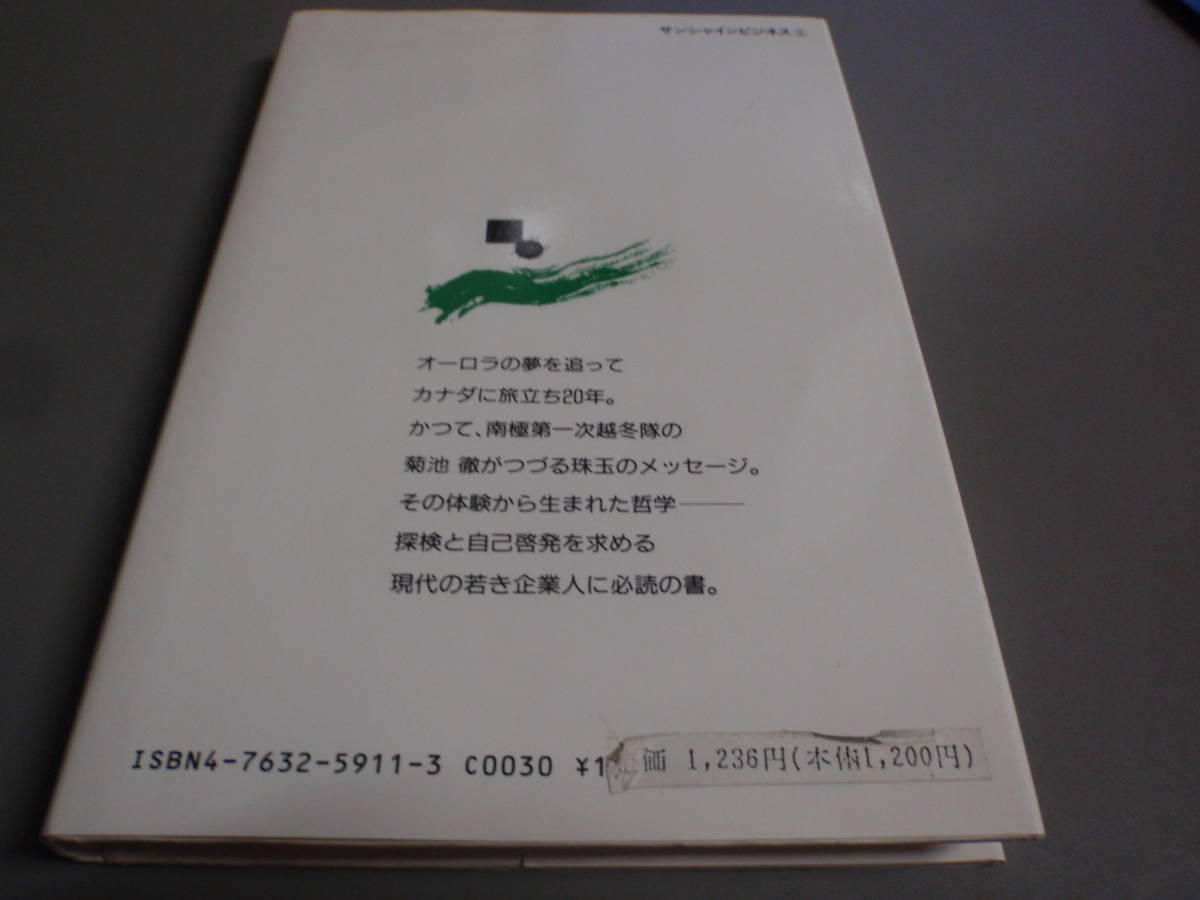 サンシャインビジネス
オーロラの夢を追って
カナダに旅立ち20年。
かつて、南極第一次越冬隊の
菊池 徹がつづる珠玉のメッセージ。
その体験から生まれた哲学――
探検と自己啓発を求める
現代の若き企業人に必読の書。
ISBN4-7632-5911-3 C0030 ¥1
価 1,236円(本体1,200円)